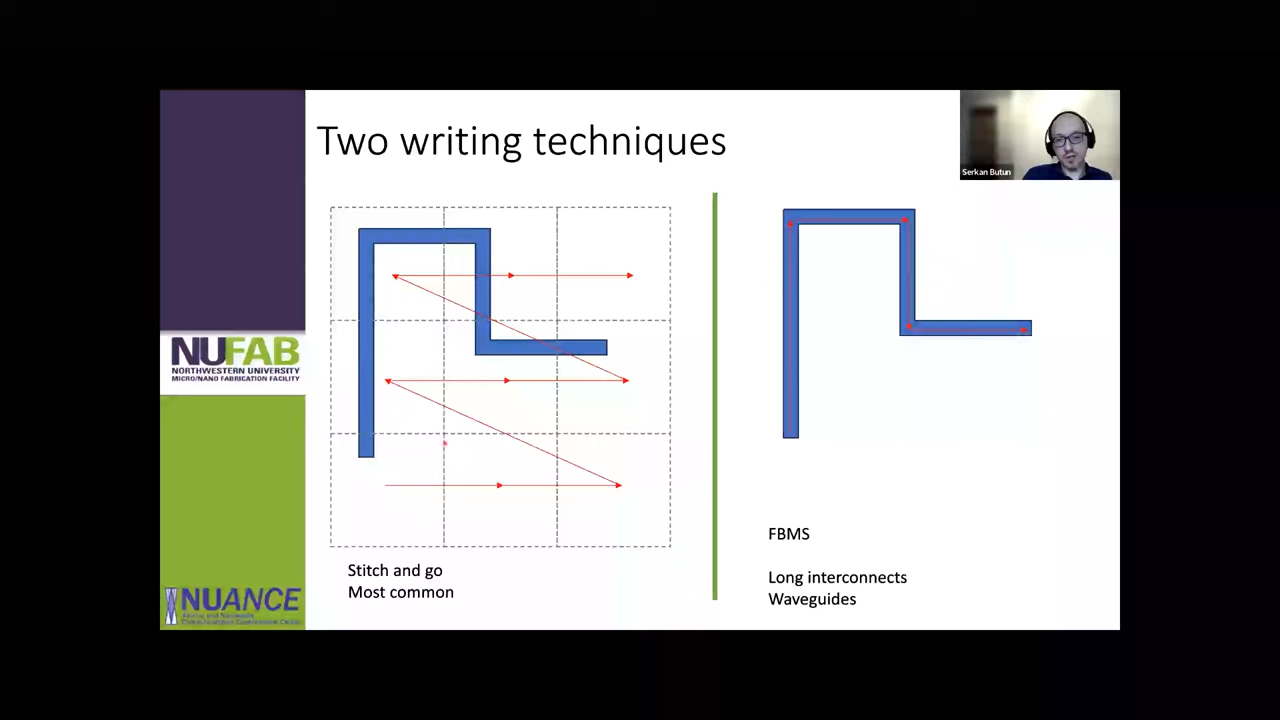 Two writing techniques
Serkan Butun
NUFAB
NORTHWESTERN UNIVERSITY
MICRO/NANO FABRICATION FACILITY
Stitch and go
Most common
FBMS
Long interconnects
Waveguides
NUANCE